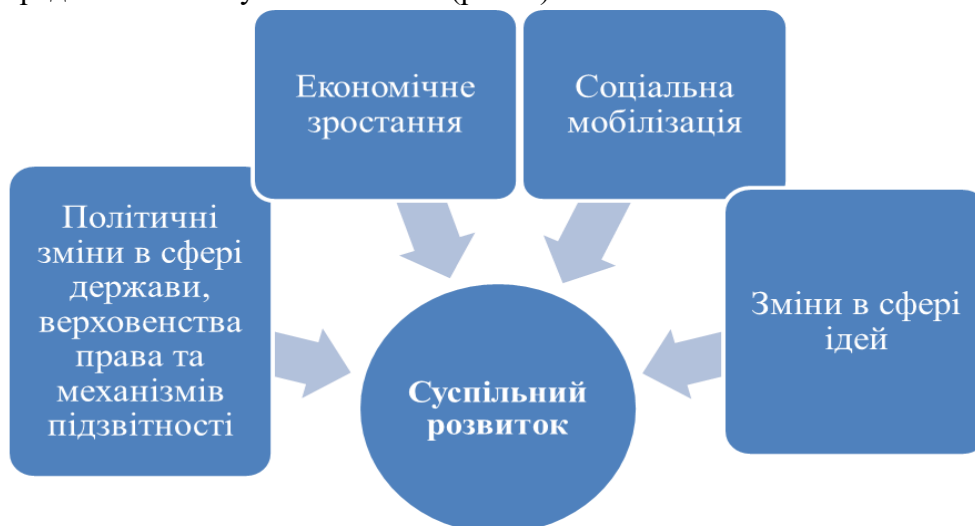 Економічне
зростання
Соціальна
мобілізація
Політичні
зміни в сфері
держави,
верховенства
права та
механізмів
підзвітності
Зміни в сфері
ідей
Суспільний
розвиток